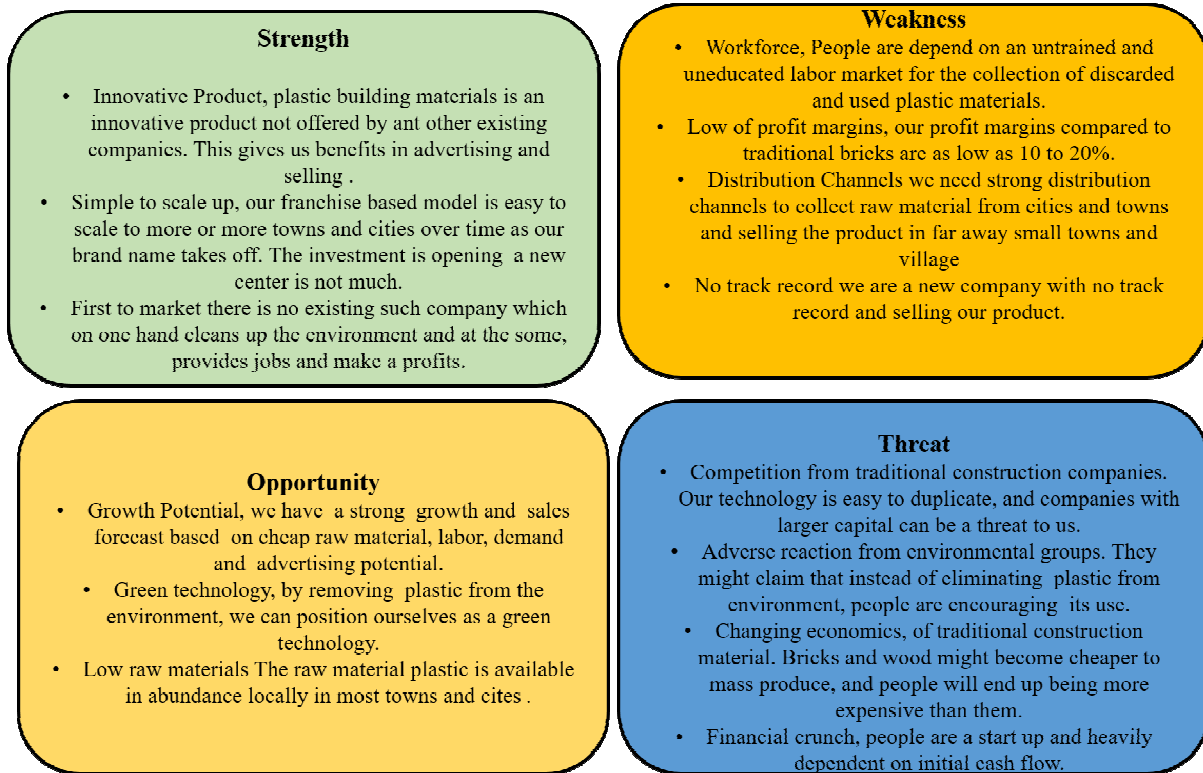 Strength
• Innovative Product, plastic building materials is an
innovative product not offered by ant other existing
companies. This gives us benefits in advertising and
selling .
• Simple to scale up, our franchise based model is easy to
scale to more or more towns and cities over time as our
brand name takes off. The investment is opening a new
center is not much.
• First to market there is no existing such company which
on one hand cleans up the environment and at the some,
provides jobs and make a profits.
Weakness
• Workforce, People are depend on an untrained and
uneducated labor market for the collection of discarded
and used plastic materials.
• Low of profit margins, our profit margins compared to
traditional bricks are as low as 10 to 20%.
• Distribution Channels we need strong distribution
channels to collect raw material from cities and towns
and selling the product in far away small towns and
village
• No track record we are a new company with no track
record and selling our product.
Opportunity
• Growth Potential, we have a strong growth and sales
forecast based on cheap raw material, labor, demand
and advertising potential.
• Green technology, by removing plastic from the
environment, we can position ourselves as a green
technology.
• Low raw materials The raw material plastic is available
in abundance locally in most towns and cites .
Threat
• Competition from traditional construction companies.
Our technology is easy to duplicate, and companies with
larger capital can be a threat to us.
• Adverse reaction from environmental groups. They
might claim that instead of eliminating plastic from
environment, people are encouraging its use.
• Changing economics, of traditional construction
material. Bricks and wood might become cheaper to
mass produce, and people will end up being more
expensive than them.
• Financial crunch, people are a start up and heavily
dependent on initial cash flow.